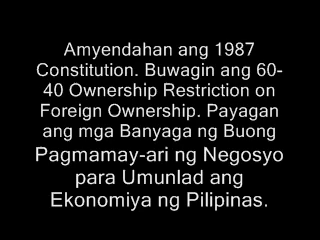 Amyendahan ang 1987
Constitution. Buwagin ang 60-
40 Ownership Restriction on
Foreign Ownership. Payagan
ang mga Banyaga ng Buong
Pagmamay-ari ng Negosyo
para Umunlad ang
Ekonomiya ng Pilipinas.